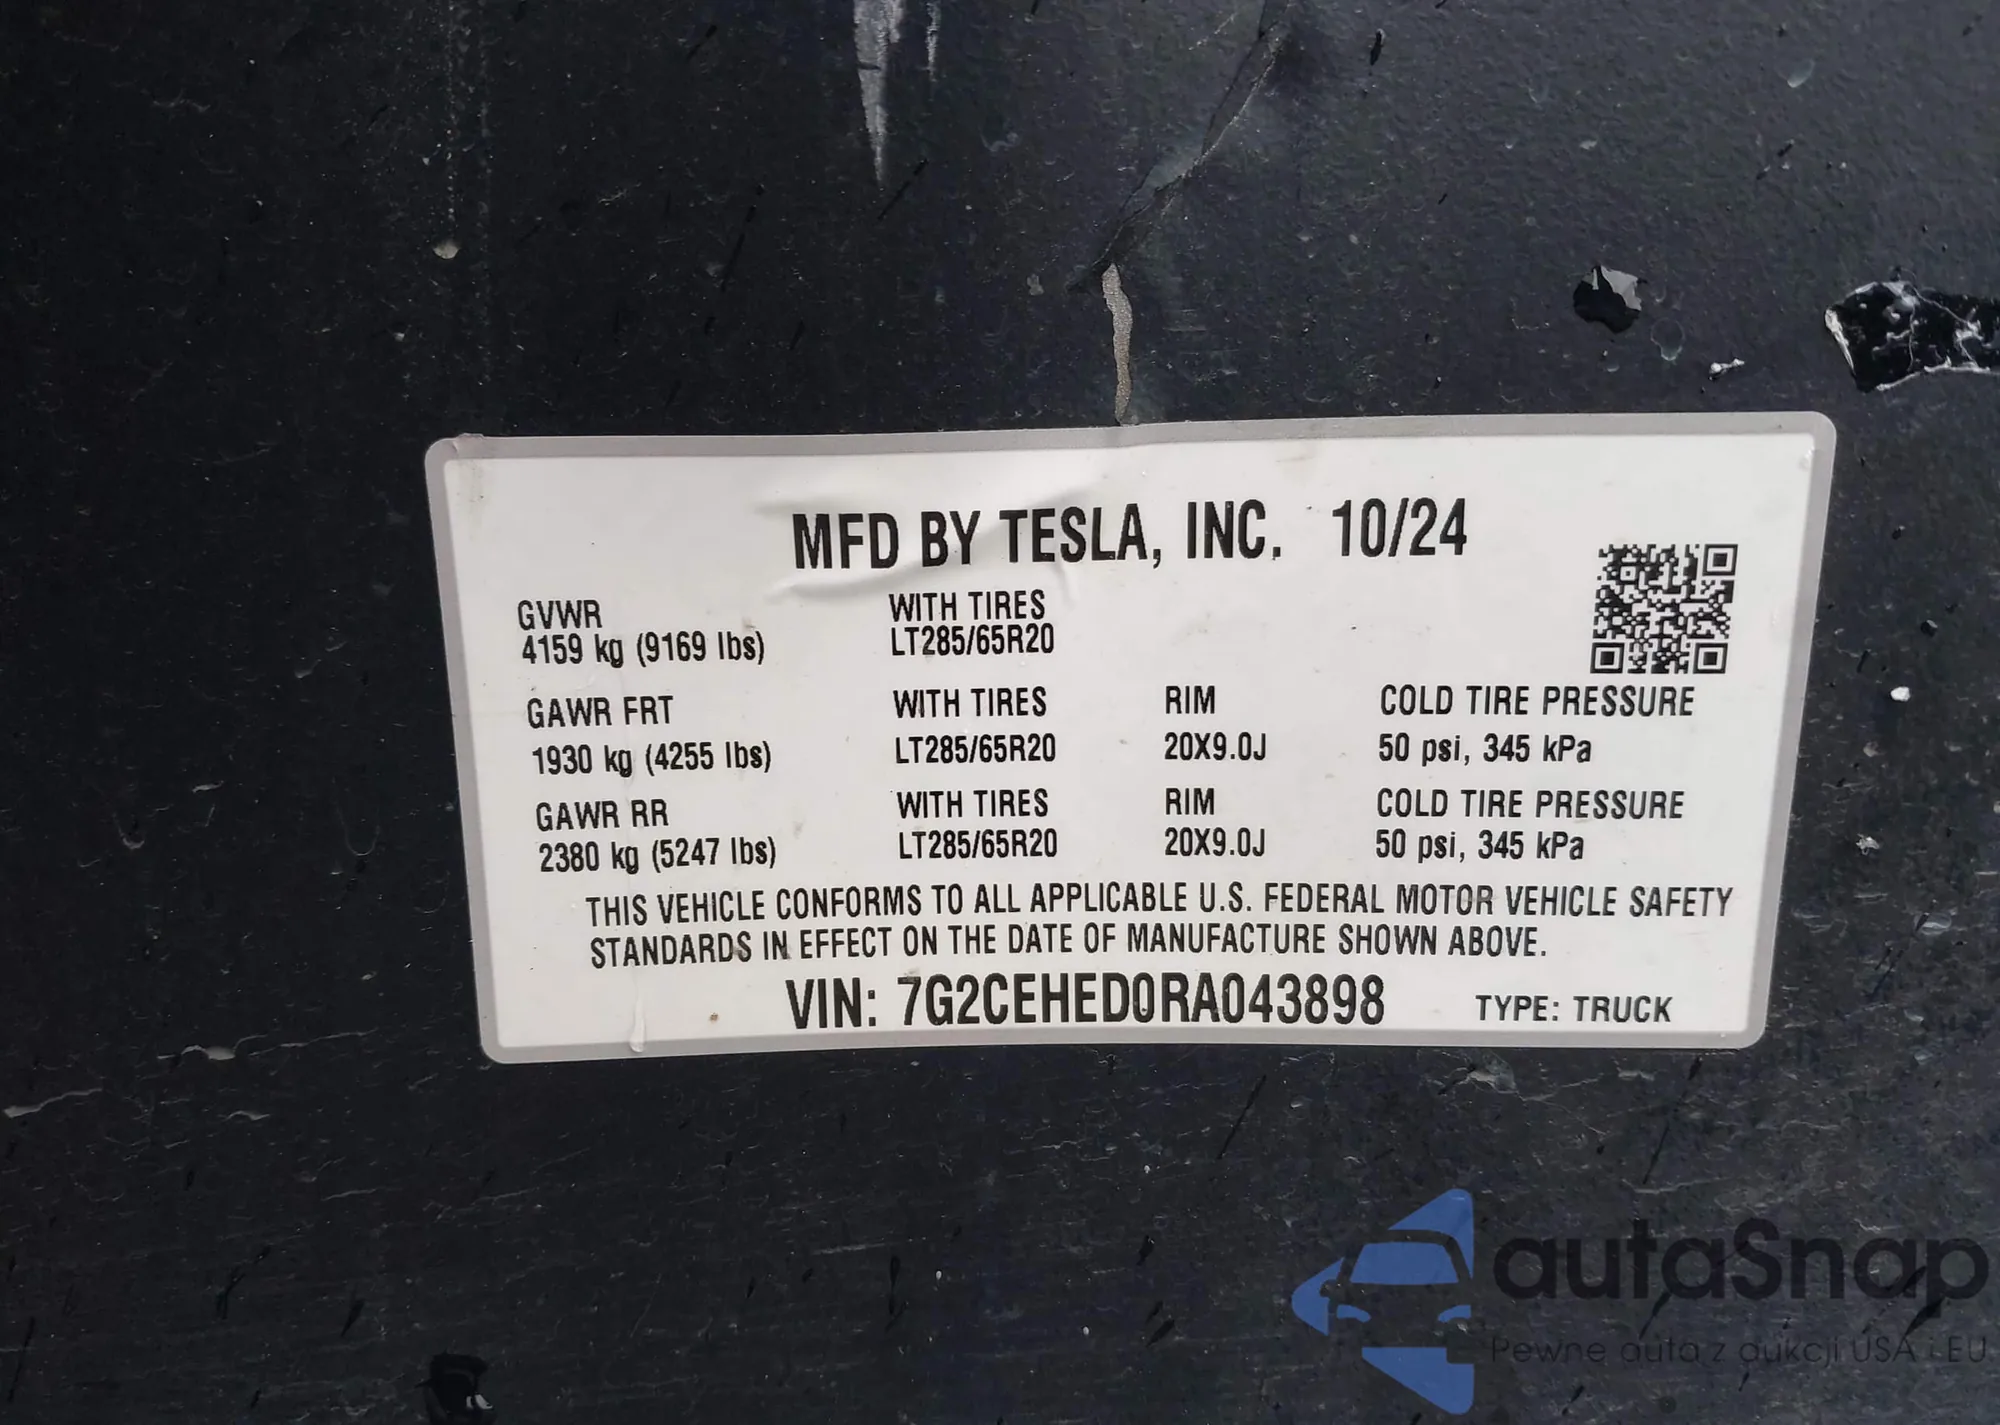 MFD BY TESLA, INC. 10/24
GVWR WITH TIRES
4159 kg (9169 lbs) LT285/65R20
GAWR FRT WITH TIRES RIM COLD TIRE PRESSURE
1930 kg (4255 lbs) LT285/65R20 20X9.0J 50 psi, 345 kPa
GAWR RR WITH TIRES RIM COLD TIRE PRESSURE
2380 kg (5247 lbs) LT285/65R20 20X9.0J 50 psi, 345 kPa
THIS VEHICLE CONFORMS TO ALL APPLICABLE U.S. FEDERAL MOTOR VEHICLE SAFETY
STANDARDS IN EFFECT ON THE DATE OF MANUFACTURE SHOWN ABOVE.
VIN: 7G2CEHED0RA043898 TYPE: TRUCK
autaSnap
Pewne auta z aukcji USA i EU